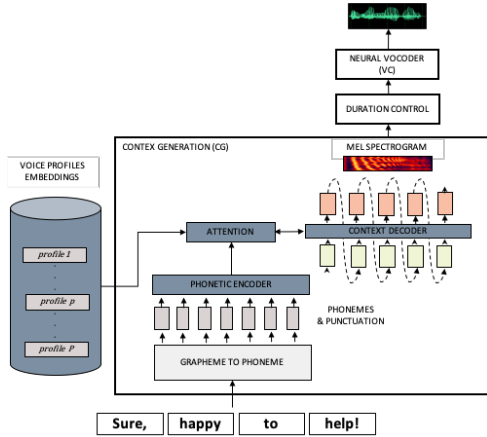 NEURAL VOCODER
(VC)
DURATION CONTROL
CONTEX GENERATION (CG)
MEL SPECTROGRAM
VOICE PROFILES
EMBEDDINGS
profile 1
profile p
profile P
ATTENTION
CONTEXT DECODER
PHONETIC ENCODER
PHONEMES
& PUNCTUATION
GRAPHEME TO PHONEME
Sure, happy to help!